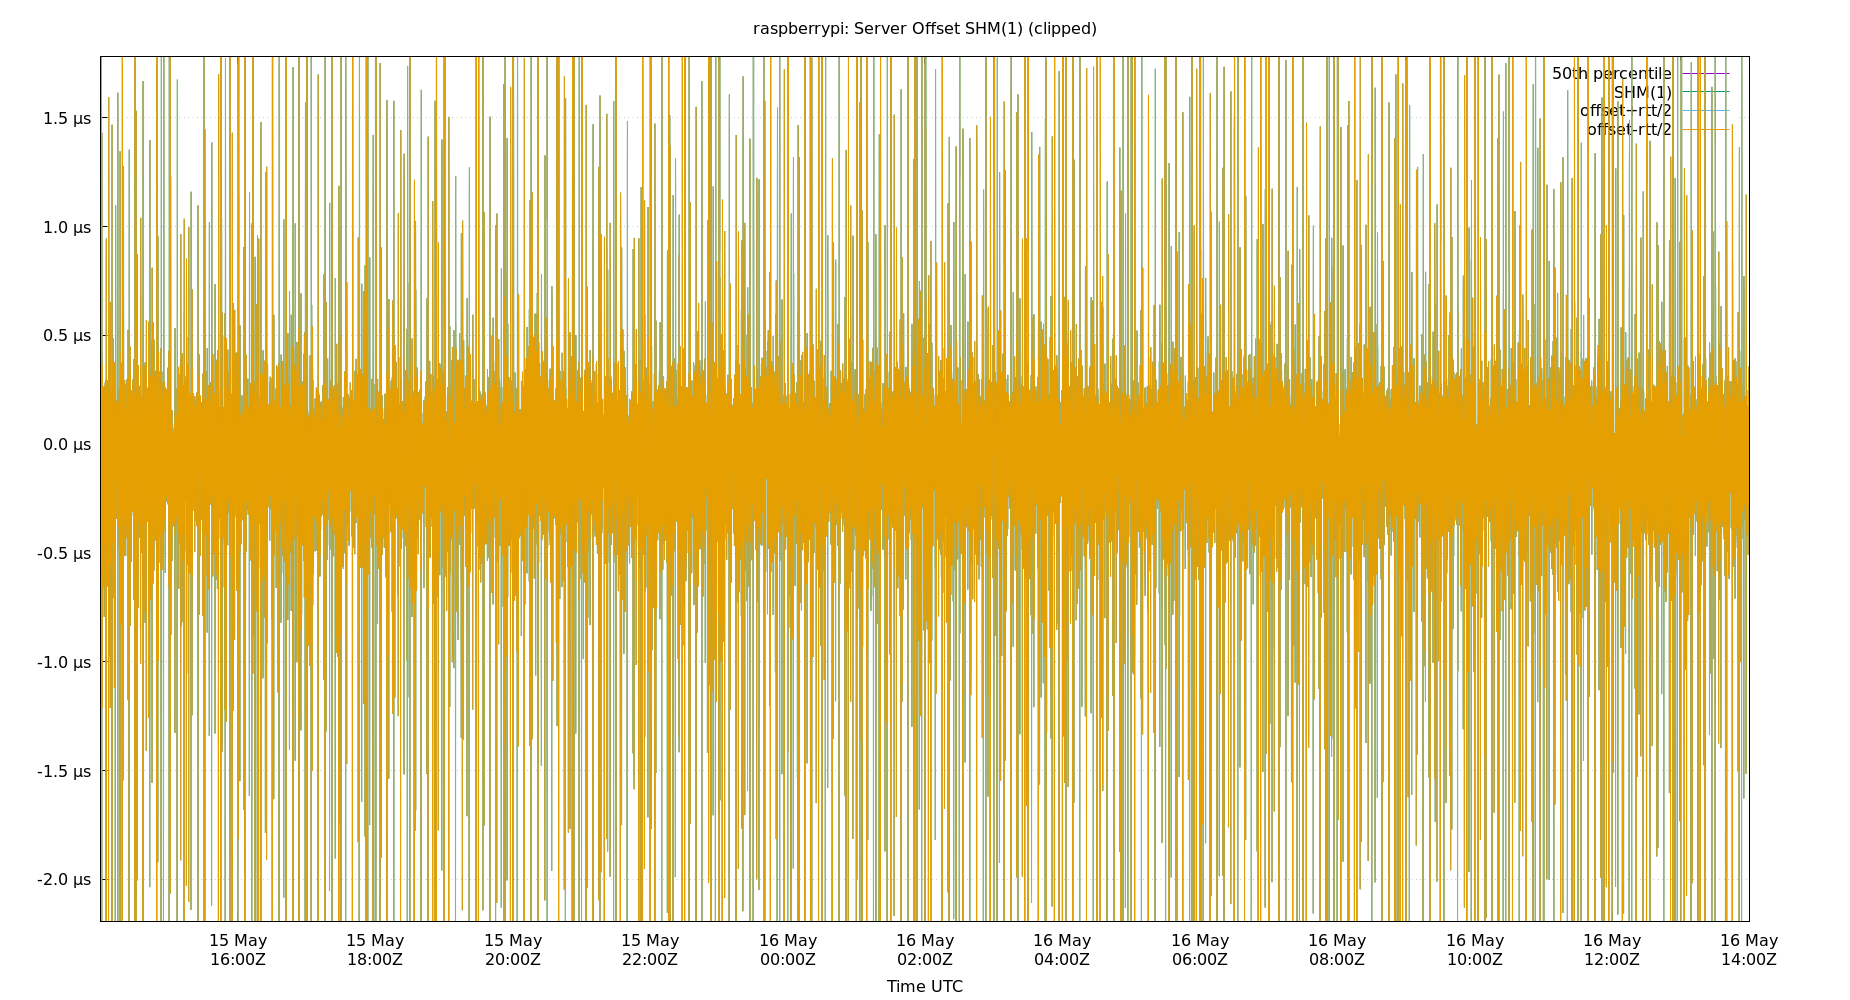 raspberrypi: Server Offset SHM(1) (clipped)
50th percentile
SHM(1)
offset+rtt/2
offset-rtt/2
1.5 µs
1.0 µs
0.5 µs
0.0 µs
-0.5 µs
-1.0 µs
-1.5 µs
-2.0 µs
15 May 15 May 15 May 15 May 16 May 16 May 16 May 16 May 16 May 16 May 16 May 16 May
16:00Z 18:00Z 20:00Z 22:00Z 00:00Z 02:00Z 04:00Z 06:00Z 08:00Z 10:00Z 12:00Z 14:00Z
Time UTC